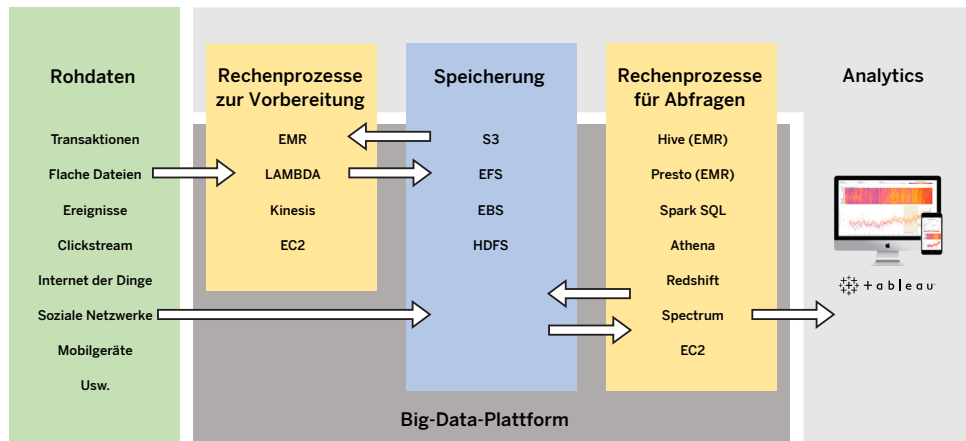 Rohdaten
Transaktionen
Flache Dateien
Ereignisse
Clickstream
Internet der Dinge
Soziale Netzwerke
Mobilgeräte
Usw.
Rechenprozesse
zur Vorbereitung
EMR
LAMBDA
Kinesis
EC2
Speicherung
S3
EFS
EBS
HDFS
Rechenprozesse
für Abfragen
Hive (EMR)
Presto (EMR)
Spark SQL
Athena
Redshift
Spectrum
EC2
Analytics
+ableau
Big-Data-Plattform